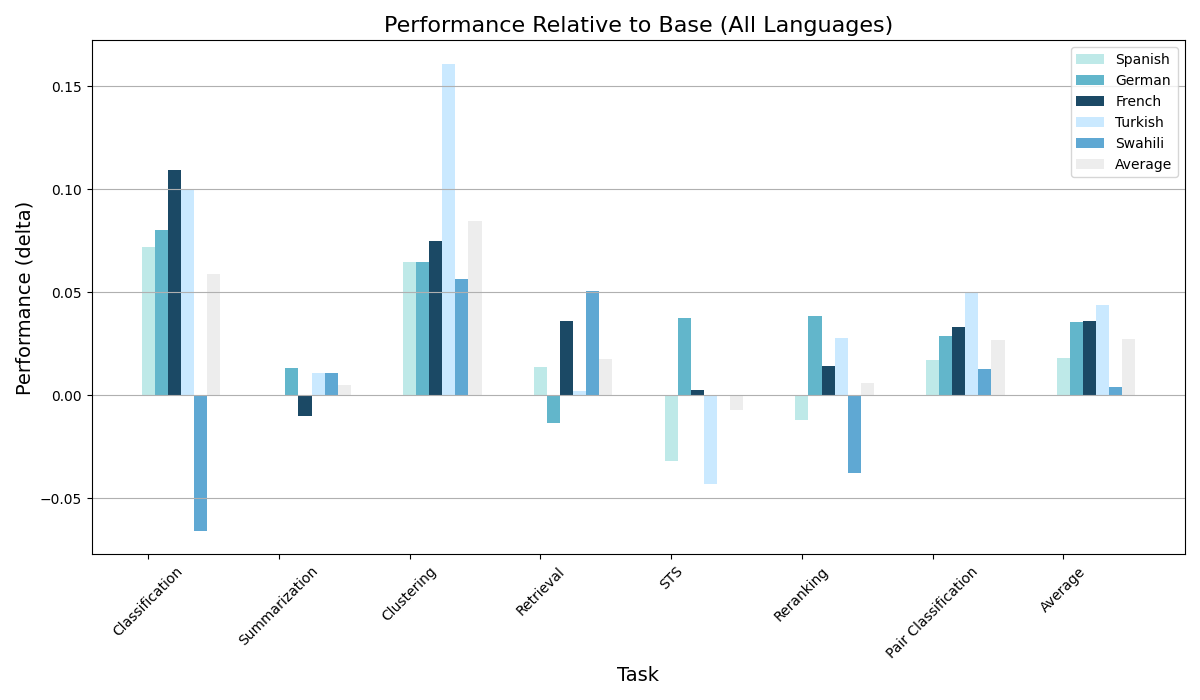 Performance Relative to Base (All Languages)
Spanish
German
French
Turkish
Swahili
Average
Performance (delta)
0.15
0.10
0.05
0.00
−0.05
Classification
Summarization
Clustering
Retrieval
STS
Reranking
Pair Classification
Average
Task